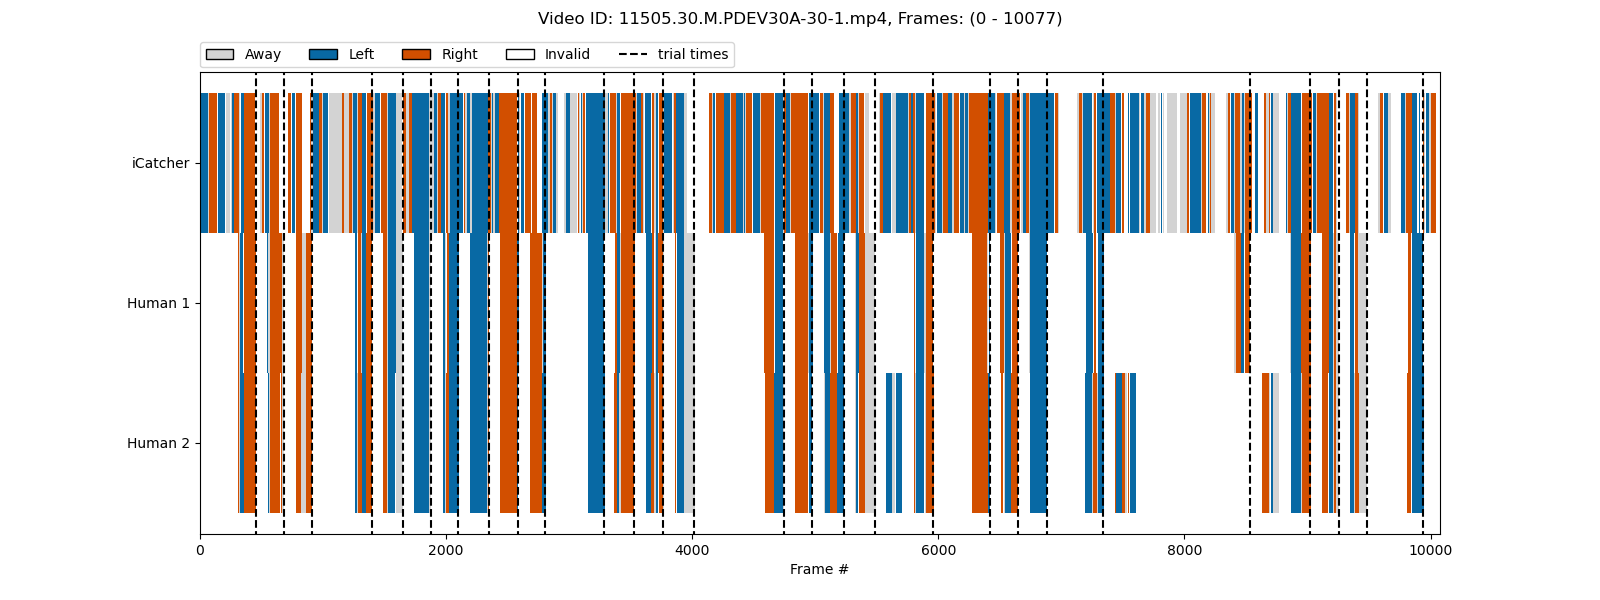 Video ID: 11505.30.M.PDEV30A-30-1.mp4, Frames: (0 - 10077)
Away Left Right Invalid trial times
iCatcher
Human 1
Human 2
0 2000 4000 6000 8000 10000
Frame #